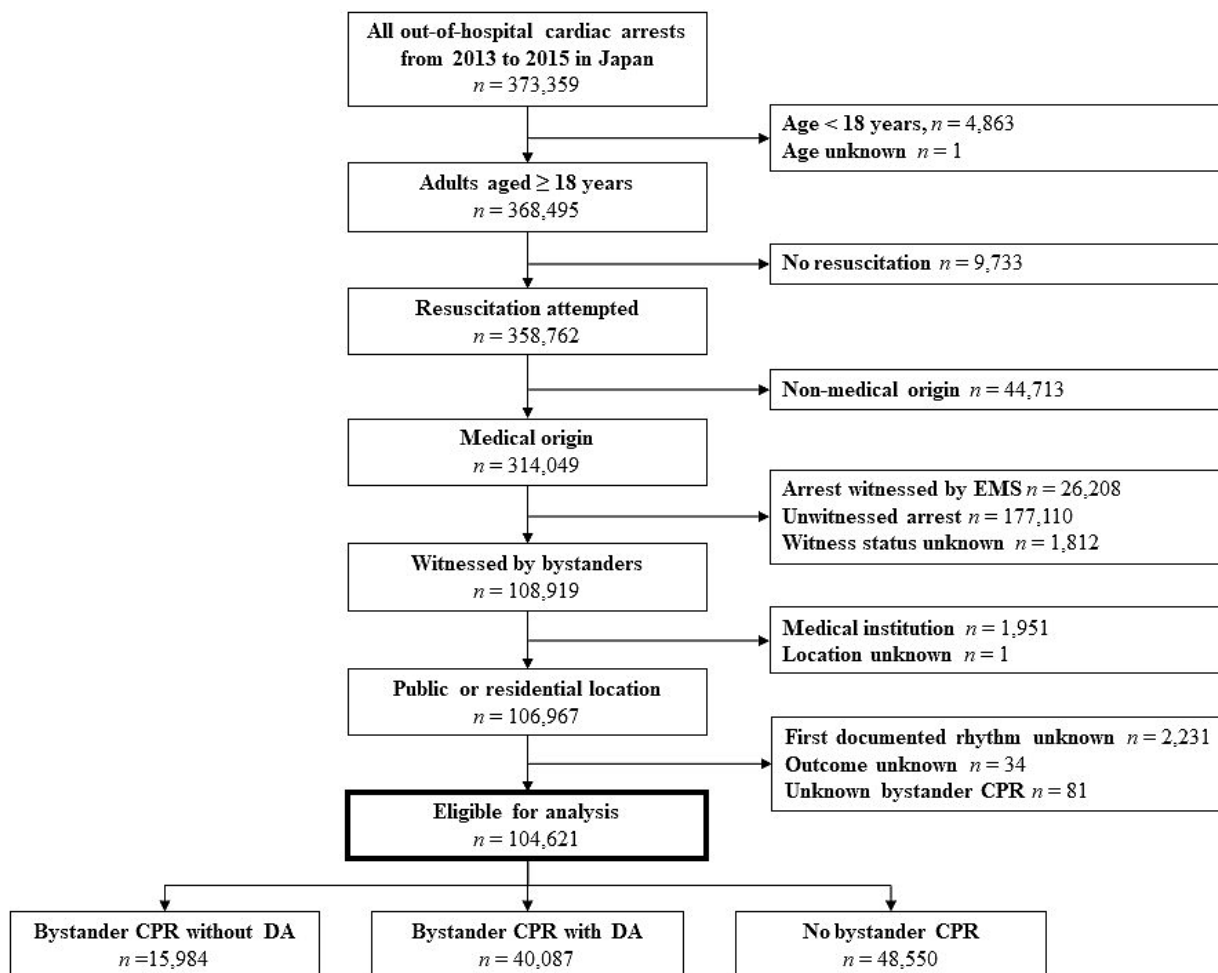 All out-of-hospital cardiac arrests
from 2013 to 2015 in Japan
n = 373,359
Age < 18 years, n = 4,863
Age unknown n = 1
Adults aged ≥ 18 years
n = 368,495
No resuscitation n = 9,733
Resuscitation attempted
n = 358,762
Non-medical origin n = 44,713
Medical origin
n = 314,049
Arrest witnessed by EMS n = 26,208
Unwitnessed arrest n = 177,110
Witness status unknown n = 1,812
Witnessed by bystanders
n = 108,919
Medical institution n = 1,951
Location unknown n = 1
Public or residential location
n = 106,967
First documented rhythm unknown n = 2,231
Outcome unknown n = 34
Unknown bystander CPR n = 81
Eligible for analysis
n = 104,621
Bystander CPR without DA
n =15,984
Bystander CPR with DA
n = 40,087
No bystander CPR
n = 48,550